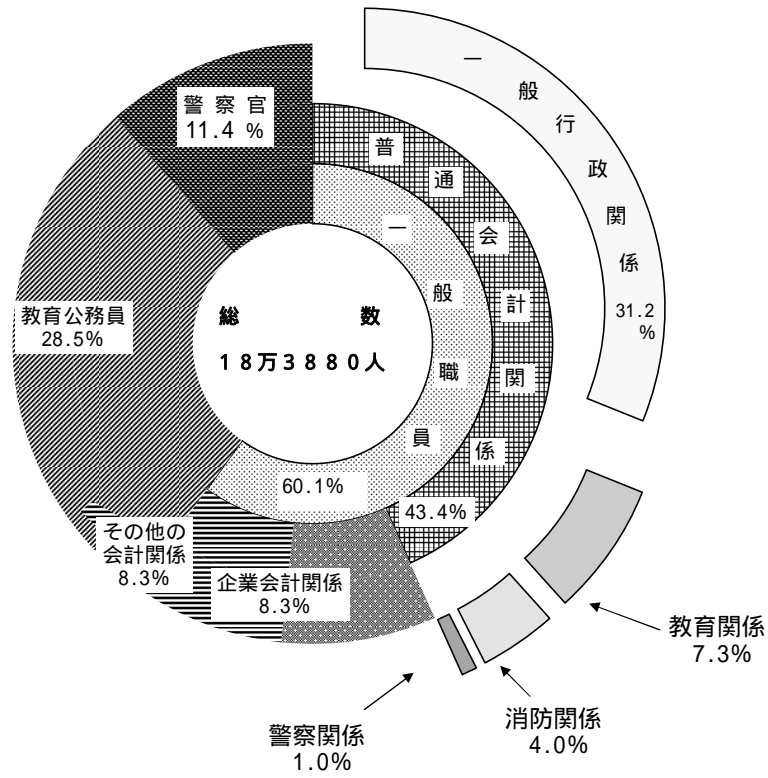 総数
18万3880人
一般職員
60.1%
普通会計関係
43.4%
一般行政関係
31.2
%
教育関係
7.3%
消防関係
4.0%
警察関係
1.0%
企業会計関係
8.3%
その他の
会計関係
8.3%
教育公務員
28.5%
警察官
11.4 %